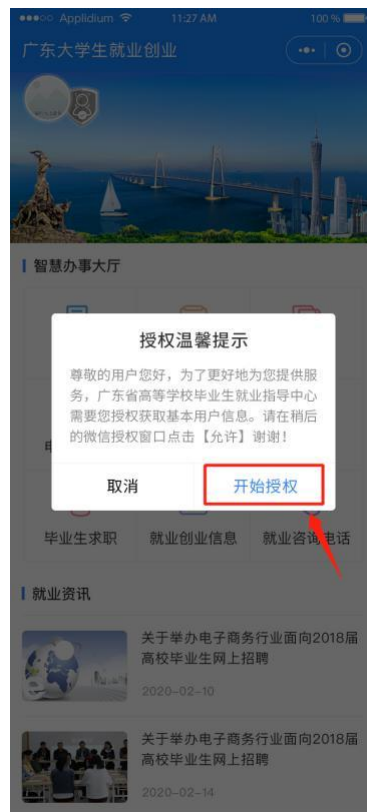 Applidium 11:27 AM 100 %
广东大学生就业创业
智慧办事大厅
授权温馨提示
尊敬的用户您好，为了更好地为您提供服
务，广东省高等学校毕业生就业指导中心
需要您授权获取基本用户信息。请在稍后
的微信授权窗口点击【允许】谢谢！
取消 开始授权
毕业生求职 就业创业信息 就业咨询电话
就业资讯
关于举办电子商务行业面向2018届
高校毕业生网上招聘
2020-02-10
关于举办电子商务行业面向2018届
高校毕业生网上招聘
2020-02-14